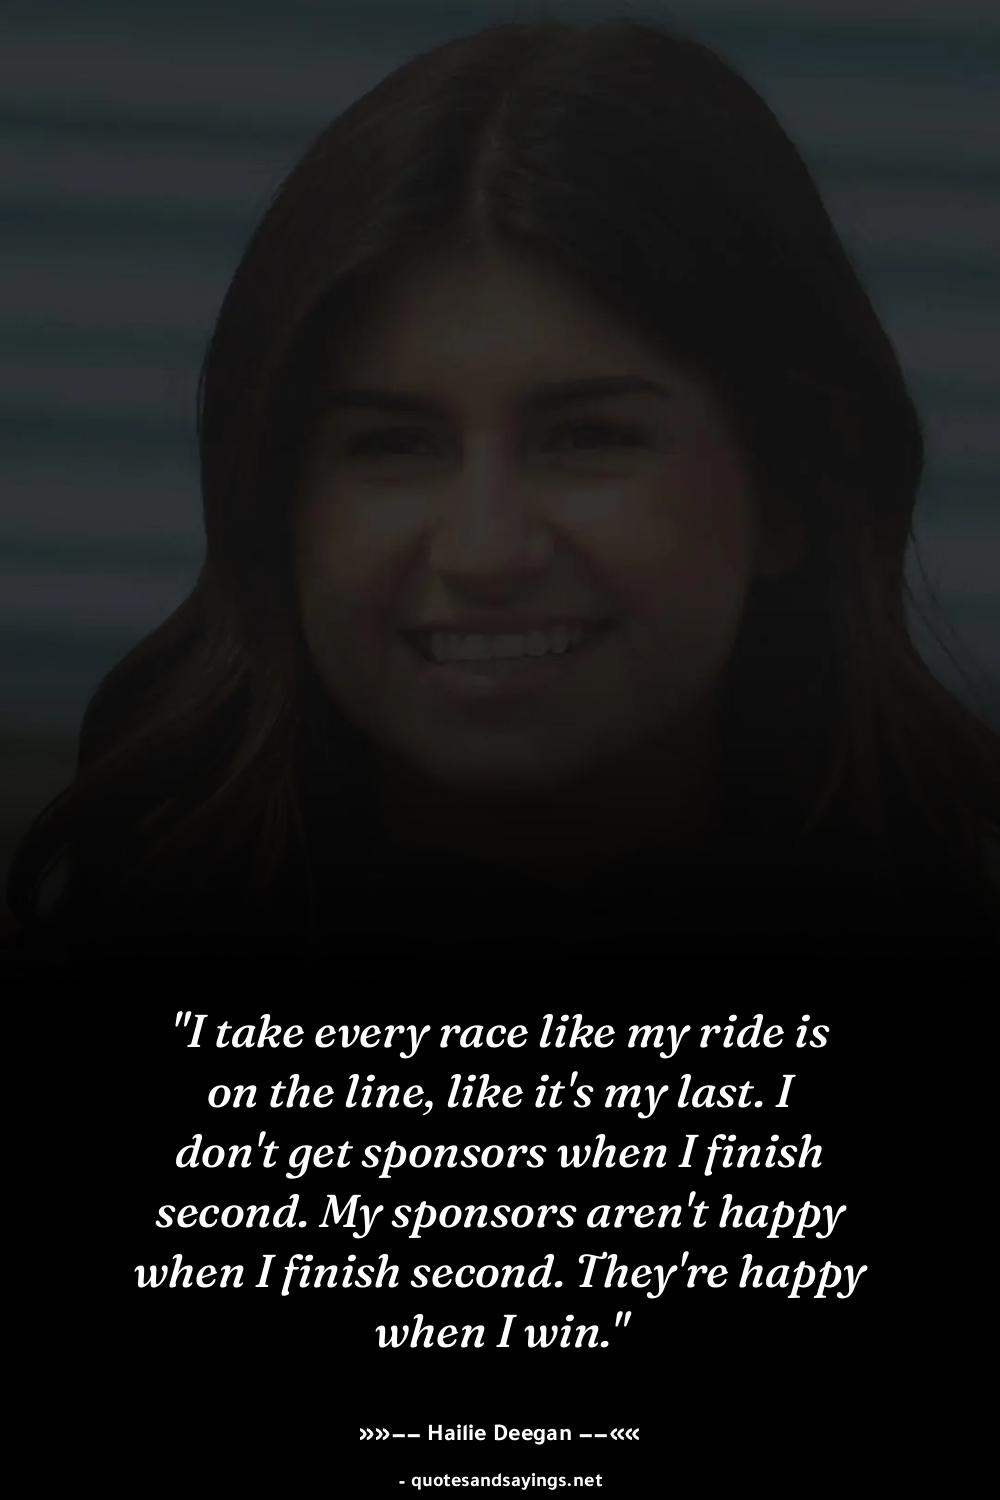 "I take every race like my ride is
on the line, like it's my last. I
don't get sponsors when I finish
second. My sponsors aren't happy
when I finish second. They're happy
when I win."
»»−− Hailie Deegan −−««
- quotesandsayings.net